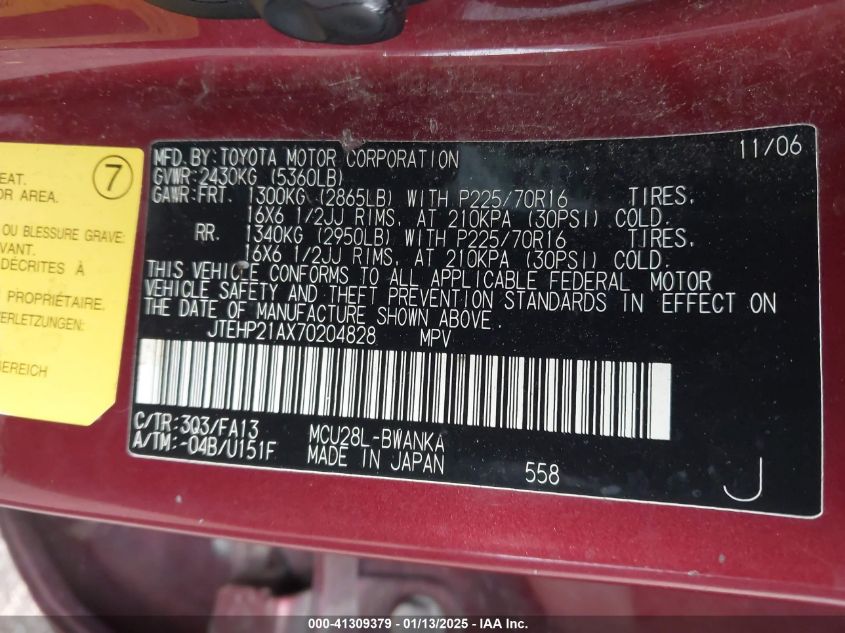 7
EAT.
OR AREA.
OU BLESSURE GRAVE:
VANT.
DÉCRITES À
PROPRIÉTAIRE.
VERLETZUNGEN:
BEREICH
MFD. BY: TOYOTA MOTOR CORPORATION 11/06
GVWR: 2430KG (5360LB)
GAWR: FRT. 1300KG (2865LB) WITH P225/70R16 TIRES,
16X6 1/2JJ RIMS, AT 210KPA (30PSI) COLD.
RR. 1340KG (2950LB) WITH P225/70R16 TIRES,
16X6 1/2JJ RIMS, AT 210KPA (30PSI) COLD.
THIS VEHICLE CONFORMS TO ALL APPLICABLE FEDERAL MOTOR
VEHICLE SAFETY AND THEFT PREVENTION STANDARDS IN EFFECT ON
THE DATE OF MANUFACTURE SHOWN ABOVE.
JTEHP21AX70204828 MPV
C/TR: 3Q3/FA13 MCU28L-BWANKA
A/TM: -04B/U151F MADE IN JAPAN 558 J
000-41309379 - 01/13/2025 - IAA Inc.